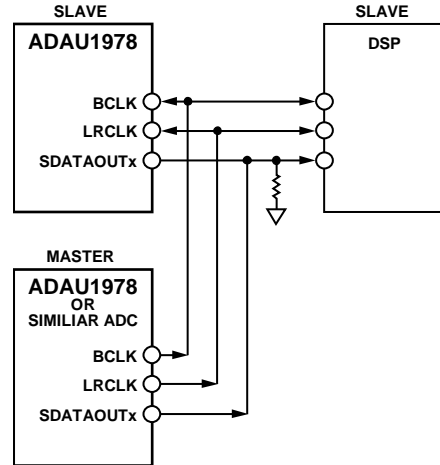 SLAVE
ADAU1978
BCLK
LRCLK
SDATAOUTx
SLAVE
DSP
MASTER
ADAU1978
OR
SIMILIAR ADC
BCLK
LRCLK
SDATAOUTx